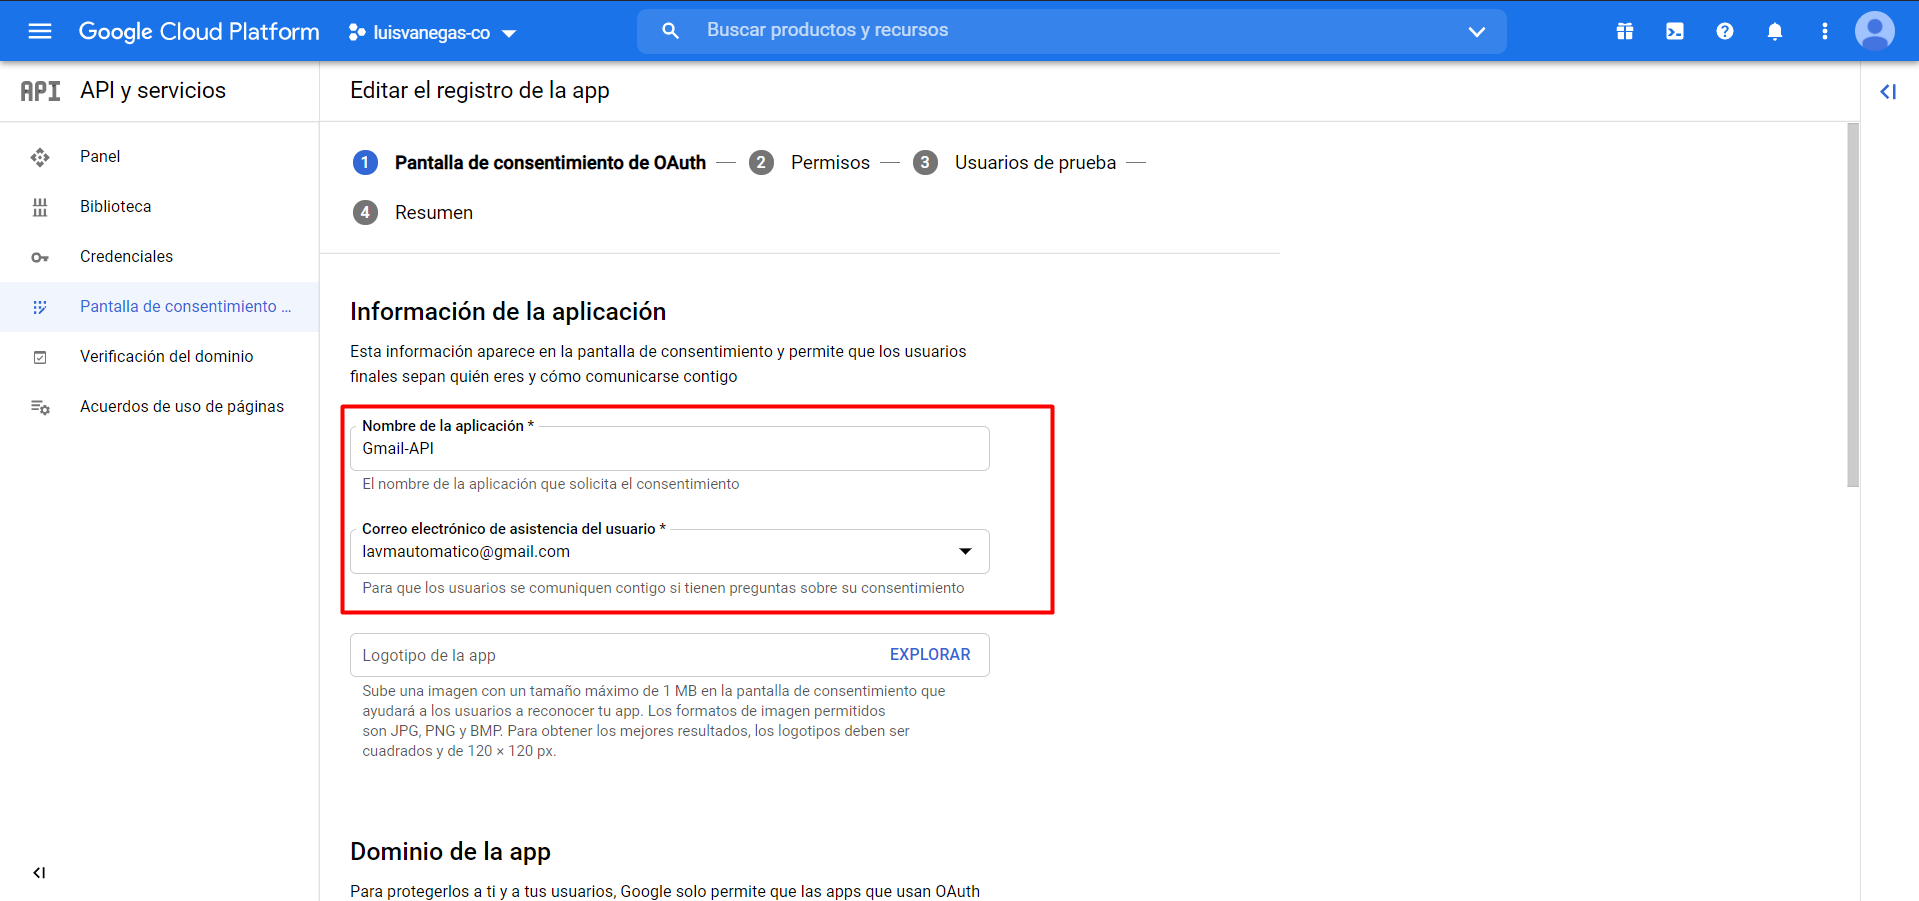 Google Cloud Platform
luisvanegas-co
Buscar productos y recursos
API
API y servicios
Editar el registro de la app
Panel
Biblioteca
Credenciales
Pantalla de consentimiento ...
Verificación del dominio
Acuerdos de uso de páginas
1 Pantalla de consentimiento de OAuth
2 Permisos
3 Usuarios de prueba
4 Resumen
Información de la aplicación
Esta información aparece en la pantalla de consentimiento y permite que los usuarios
finales sepan quién eres y cómo comunicarse contigo
Nombre de la aplicación *
Gmail-API
El nombre de la aplicación que solicita el consentimiento
Correo electrónico de asistencia del usuario *
lavmautomatico@gmail.com
Para que los usuarios se comuniquen contigo si tienen preguntas sobre su consentimiento
Logotipo de la app
EXPLORAR
Sube una imagen con un tamaño máximo de 1 MB en la pantalla de consentimiento que
ayudará a los usuarios a reconocer tu app. Los formatos de imagen permitidos
son JPG, PNG y BMP. Para obtener los mejores resultados, los logotipos deben ser
cuadrados y de 120 × 120 px.
Dominio de la app
Para protegerlos a ti y a tus usuarios, Google solo permite que las apps que usan OAuth